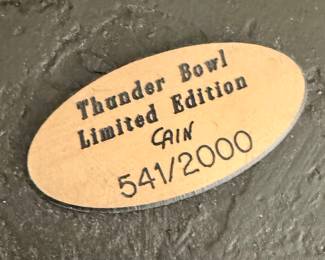 Thunder Bowl
Limited Edition
CAIN
541/2000